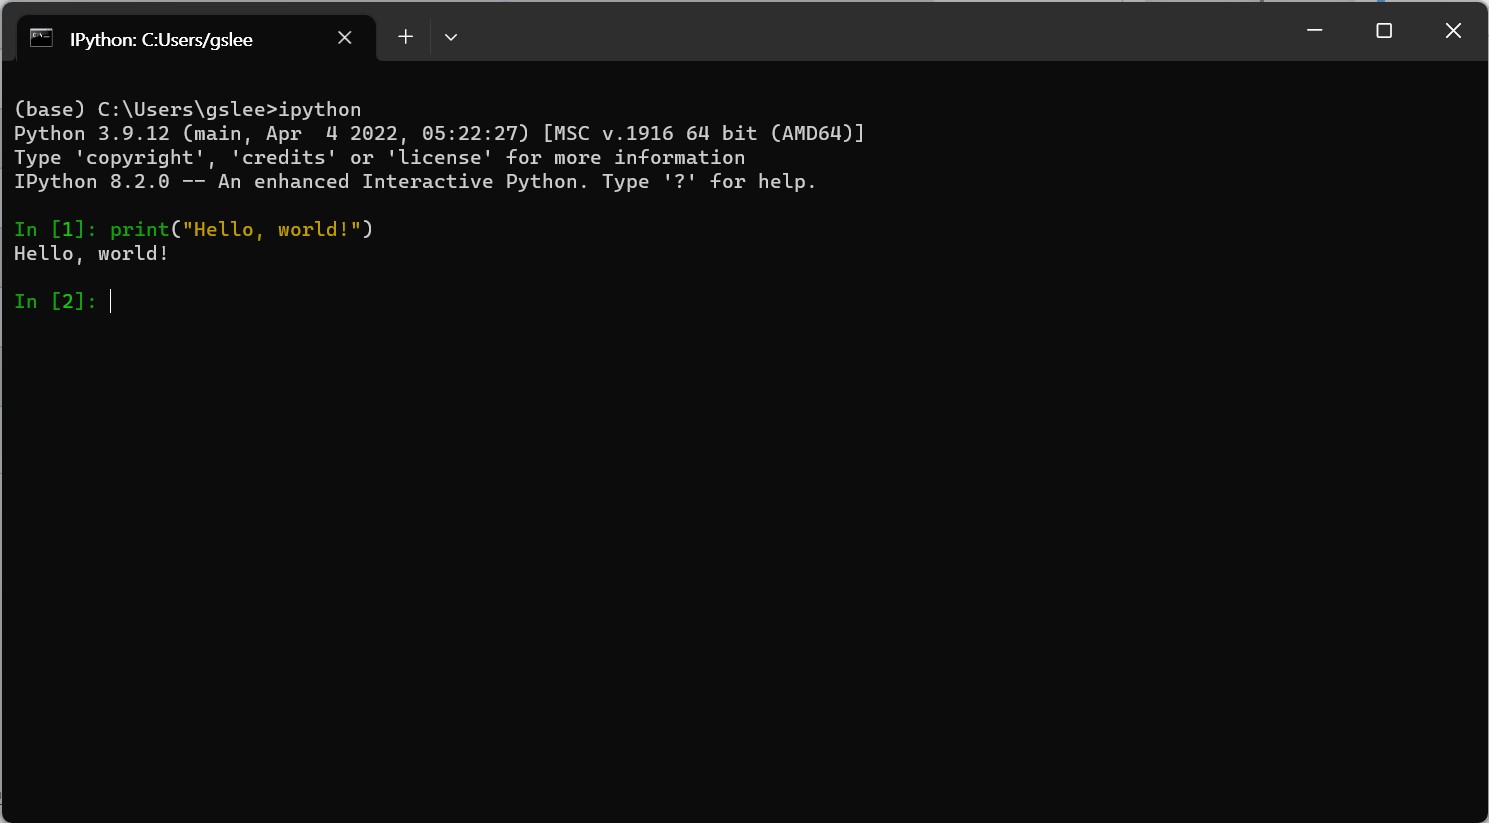 IPython: C:Users/gslee
(base) C:\Users\gslee>ipython
Python 3.9.12 (main, Apr  4 2022, 05:22:27) [MSC v.1916 64 bit (AMD64)]
Type 'copyright', 'credits' or 'license' for more information
IPython 8.2.0 -- An enhanced Interactive Python. Type '?' for help.
In [1]: print("Hello, world!")
Hello, world!
In [2]: